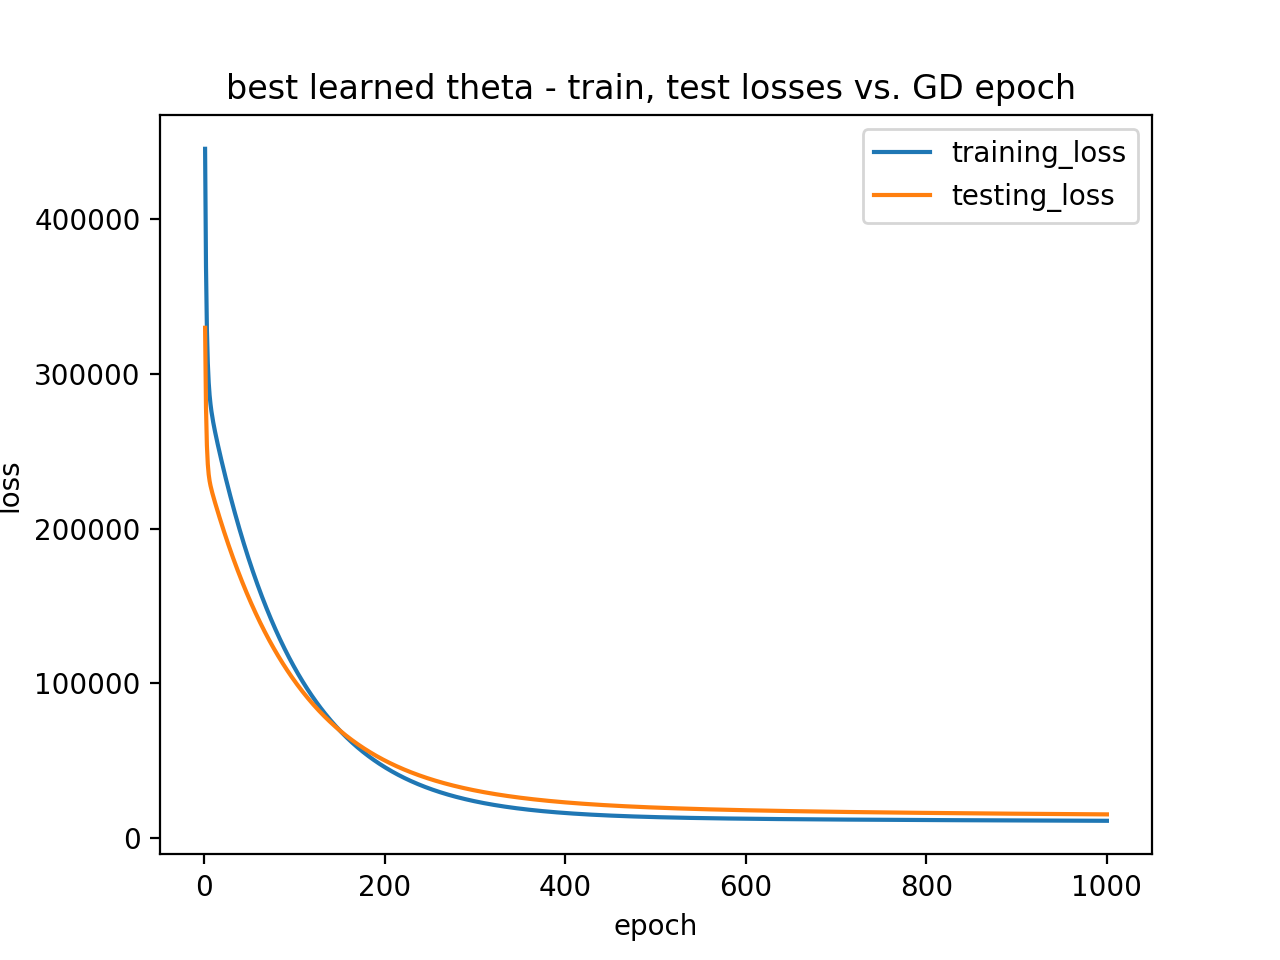 best learned theta - train, test losses vs. GD epoch
training_loss
testing_loss
400000
300000
200000
100000
0
loss
0 200 400 600 800 1000
epoch